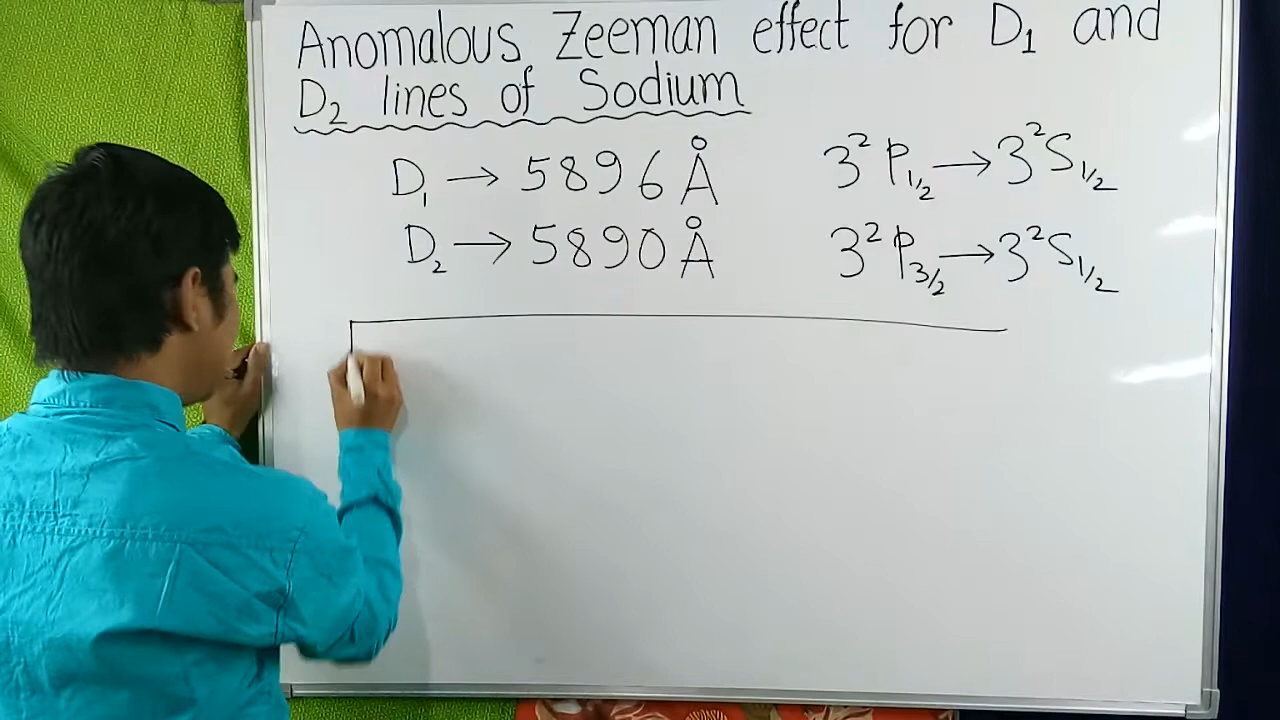 Anomalous Zeeman effect for D₁ and
D₂ lines of Sodium
D₁ → 5896 Å 3²P₁/₂ → 3²S₁/₂
D₂ → 5890 Å 3²P₃/₂ → 3²S₁/₂